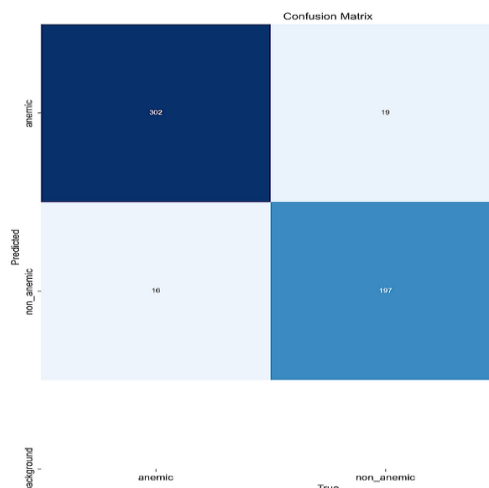 Confusion Matrix
anemic
302
19
Predicted
non_anemic
16
197
anemic
non_anemic